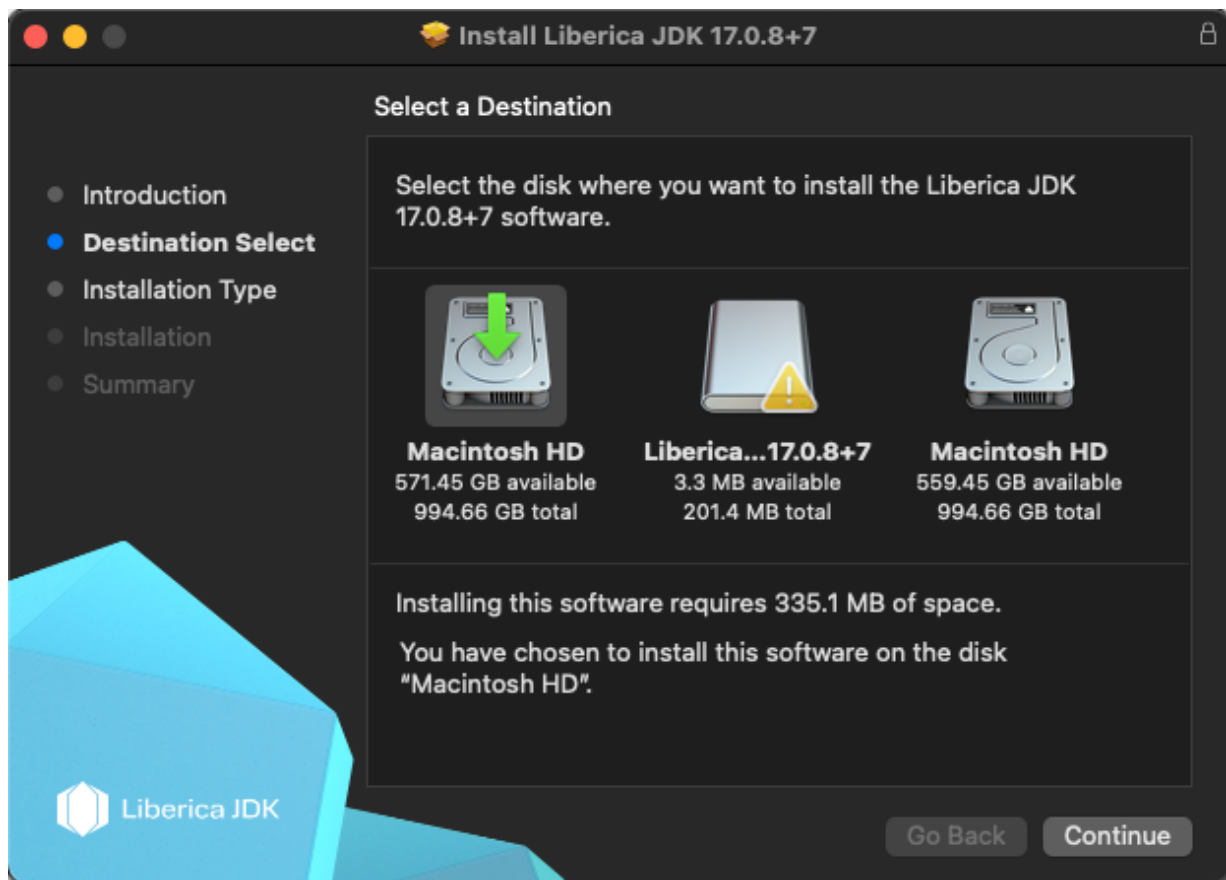 Install Liberica JDK 17.0.8+7
Select a Destination
Introduction
Destination Select
Installation Type
Installation
Summary
Select the disk where you want to install the Liberica JDK
17.0.8+7 software.
Macintosh HD
571.45 GB available
994.66 GB total
Liberica...17.0.8+7
3.3 MB available
201.4 MB total
Macintosh HD
559.45 GB available
994.66 GB total
Installing this software requires 335.1 MB of space.
You have chosen to install this software on the disk
“Macintosh HD”.
Liberica JDK
Go Back
Continue